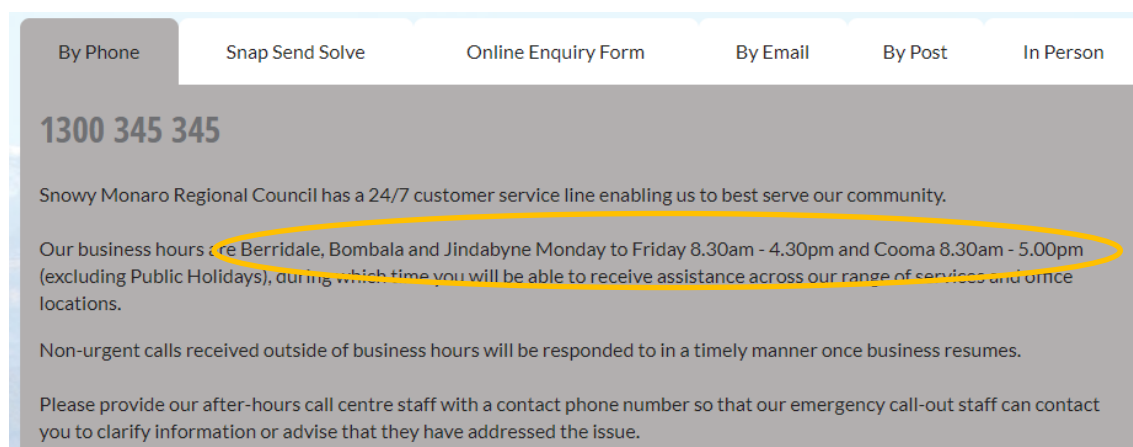 By Phone Snap Send Solve Online Enquiry Form By Email By Post In Person
1300 345 345
Snowy Monaro Regional Council has a 24/7 customer service line enabling us to best serve our community.
Our business hours are Berridale, Bombala and Jindabyne Monday to Friday 8.30am - 4.30pm and Cooma 8.30am - 5.00pm
(excluding Public Holidays), during which time you will be able to receive assistance across our range of services and office
locations.
Non-urgent calls received outside of business hours will be responded to in a timely manner once business resumes.
Please provide our after-hours call centre staff with a contact phone number so that our emergency call-out staff can contact
you to clarify information or advise that they have addressed the issue.